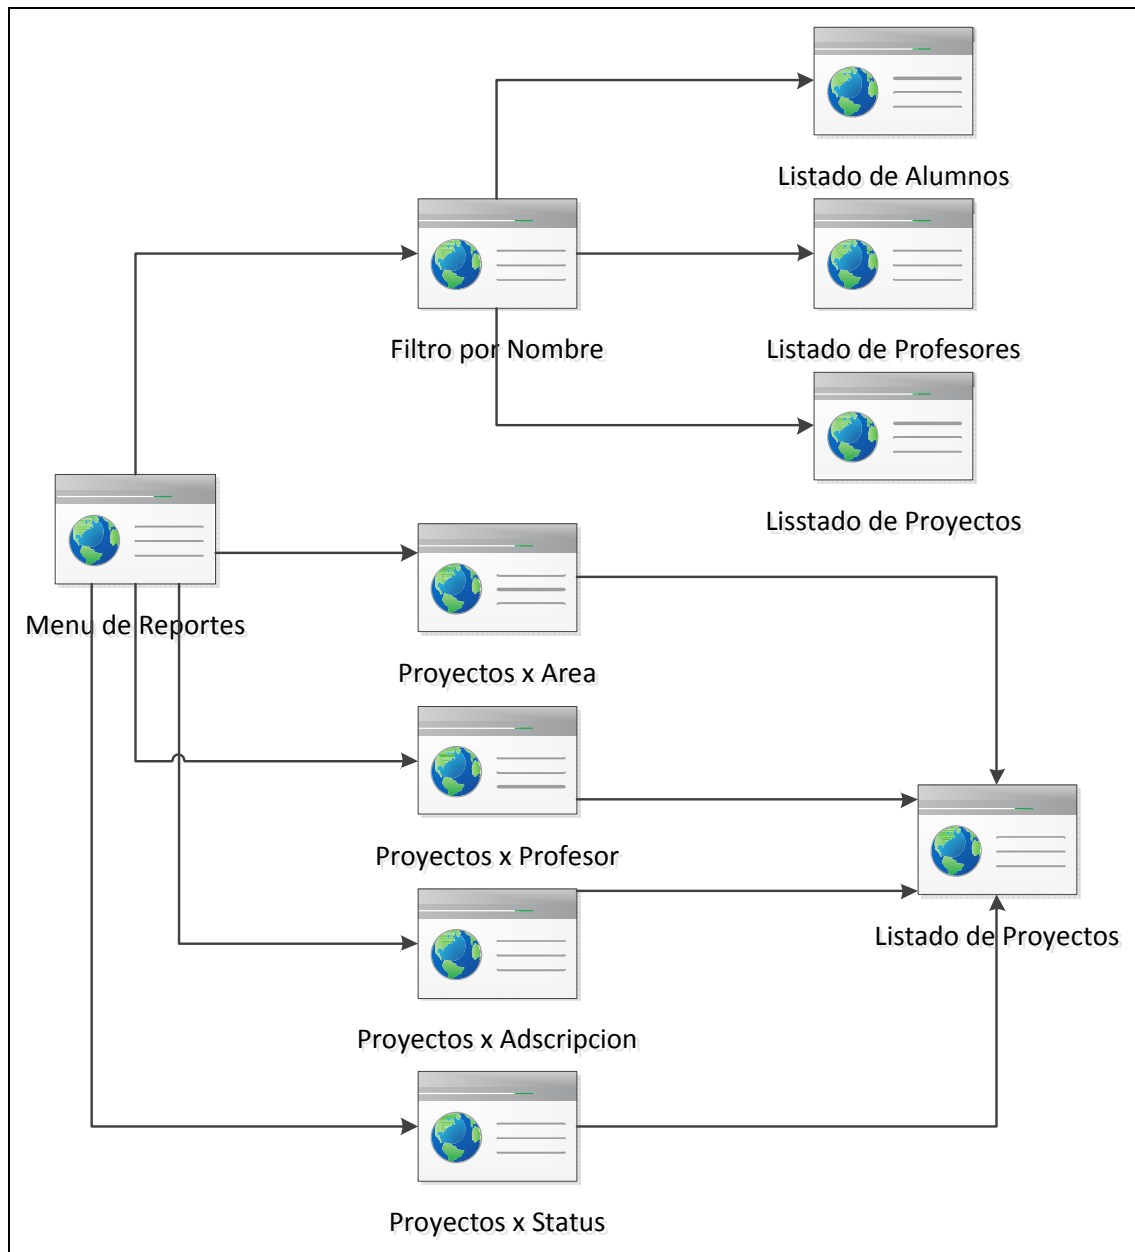 Listado de Alumnos
Filtro por Nombre
Listado de Profesores
Lisstado de Proyectos
Menu de Reportes
Proyectos x Area
Proyectos x Profesor
Listado de Proyectos
Proyectos x Adscripcion
Proyectos x Status